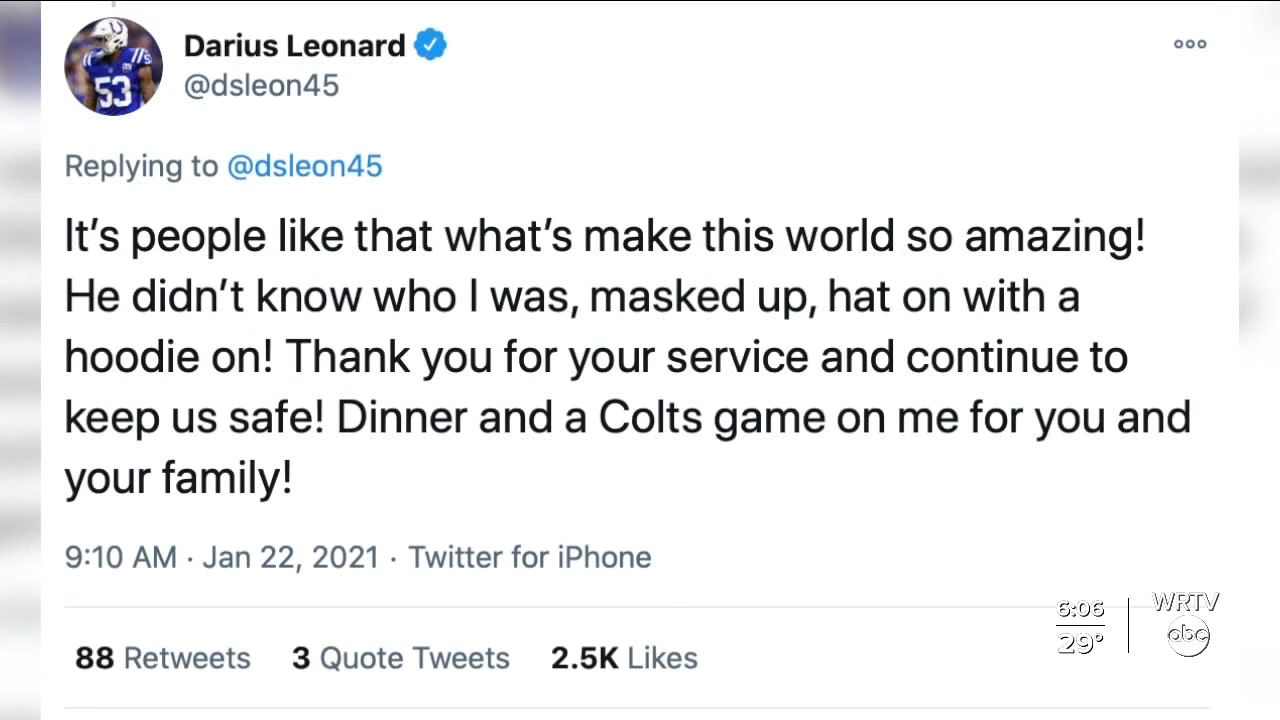 Darius Leonard
@dsleon45
53
Replying to @dsleon45
It's people like that what's make this world so amazing!
He didn't know who I was, masked up, hat on with a
hoodie on! Thank you for your service and continue to
keep us safe! Dinner and a Colts game on me for you and
your family!
9:10 AM · Jan 22, 2021 · Twitter for iPhone
88 Retweets 3 Quote Tweets 2.5K Likes
6:06
29°
WRTV
abc